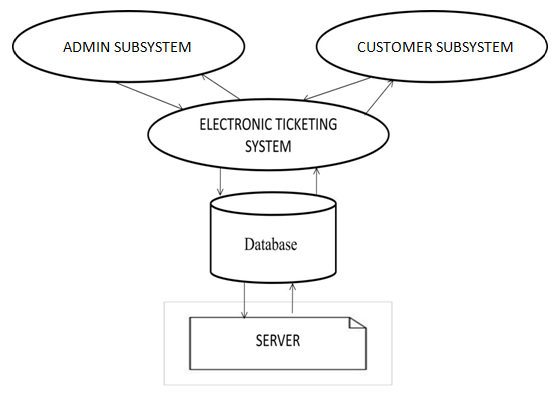 ADMIN SUBSYSTEM
CUSTOMER SUBSYSTEM
ELECTRONIC TICKETING
SYSTEM
Database
SERVER